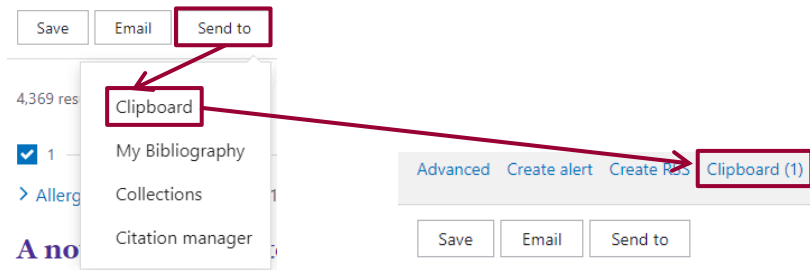 Save Email Send to
4,369 res
Clipboard
1
My Bibliography
Allerg
Collections
1
Citation manager
A no
Advanced Create alert Create RSS Clipboard (1)
Save Email Send to